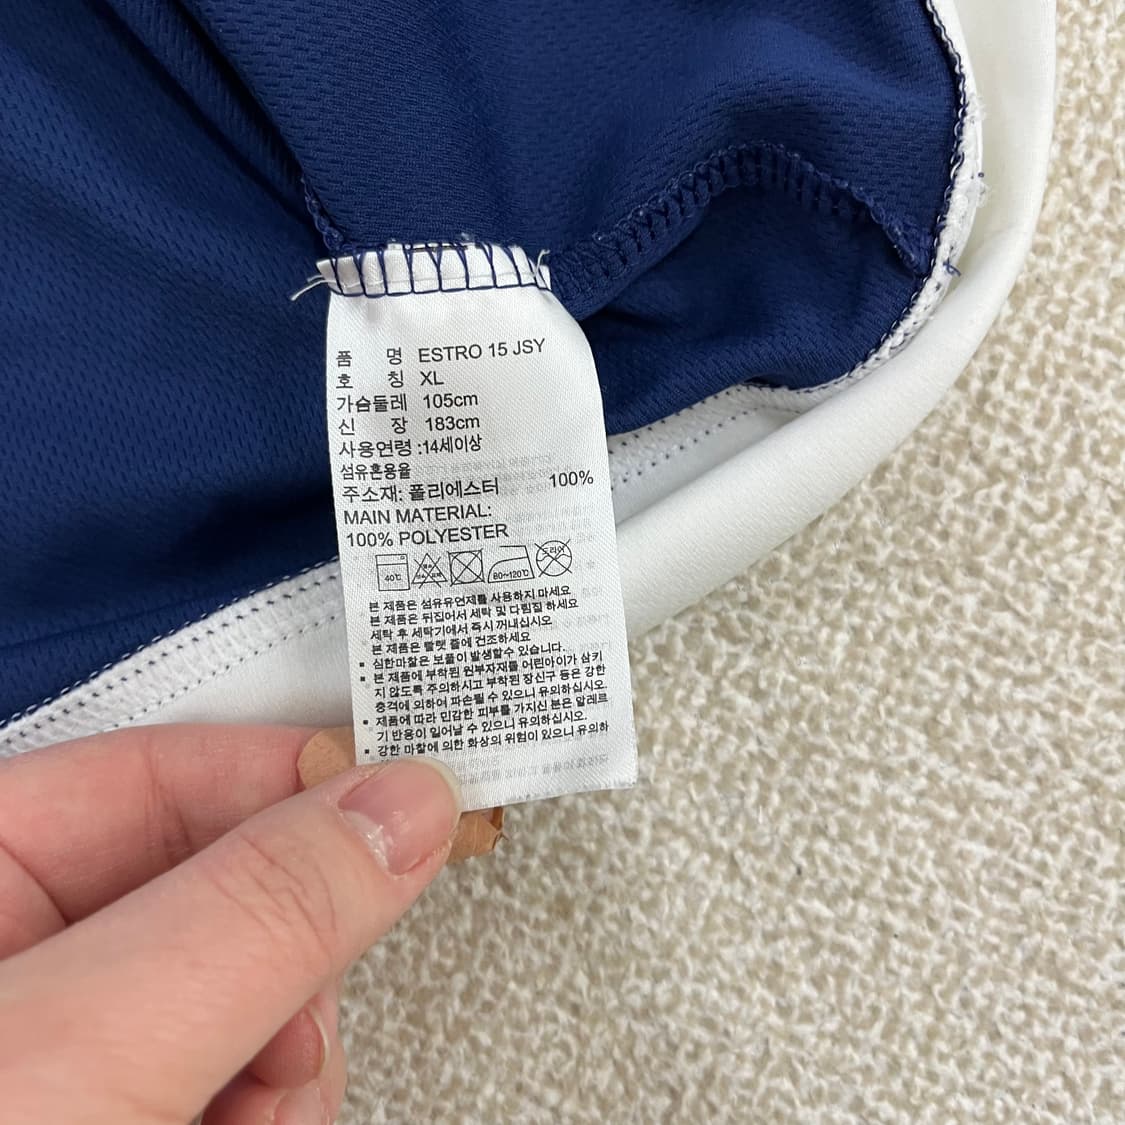 품 명 ESTRO 15 JSY
호 칭 XL
가슴둘레 105cm
신 장 183cm
사용연령 :14세이상
섬유혼용율
주소재: 폴리에스터 100%
MAIN MATERIAL:
100% POLYESTER
40℃ 80~120℃ 드라이
본 제품은 섬유유연제를 사용하지 마세요
본 제품은 뒤집어서 세탁 및 다림질 하세요
세탁 후 세탁기에서 즉시 꺼내십시오
본 제품은 빨랫 줄에 건조하세요
▪ 심한마찰은 보풀이 발생할수 있습니다.
▪ 본 제품에 부착된 원부자재를 어린아이가 삼키
지 않도록 주의하시고 부착된 장신구 등은 강한
충격에 의하여 파손될 수 있으니 유의하십시오.
▪ 제품에 따라 민감한 피부를 가지신 분은 알레르
기 반응이 일어날 수 있으니 유의하십시오.
▪ 강한 마찰에 의한 화상의 위험이 있으니 유의하